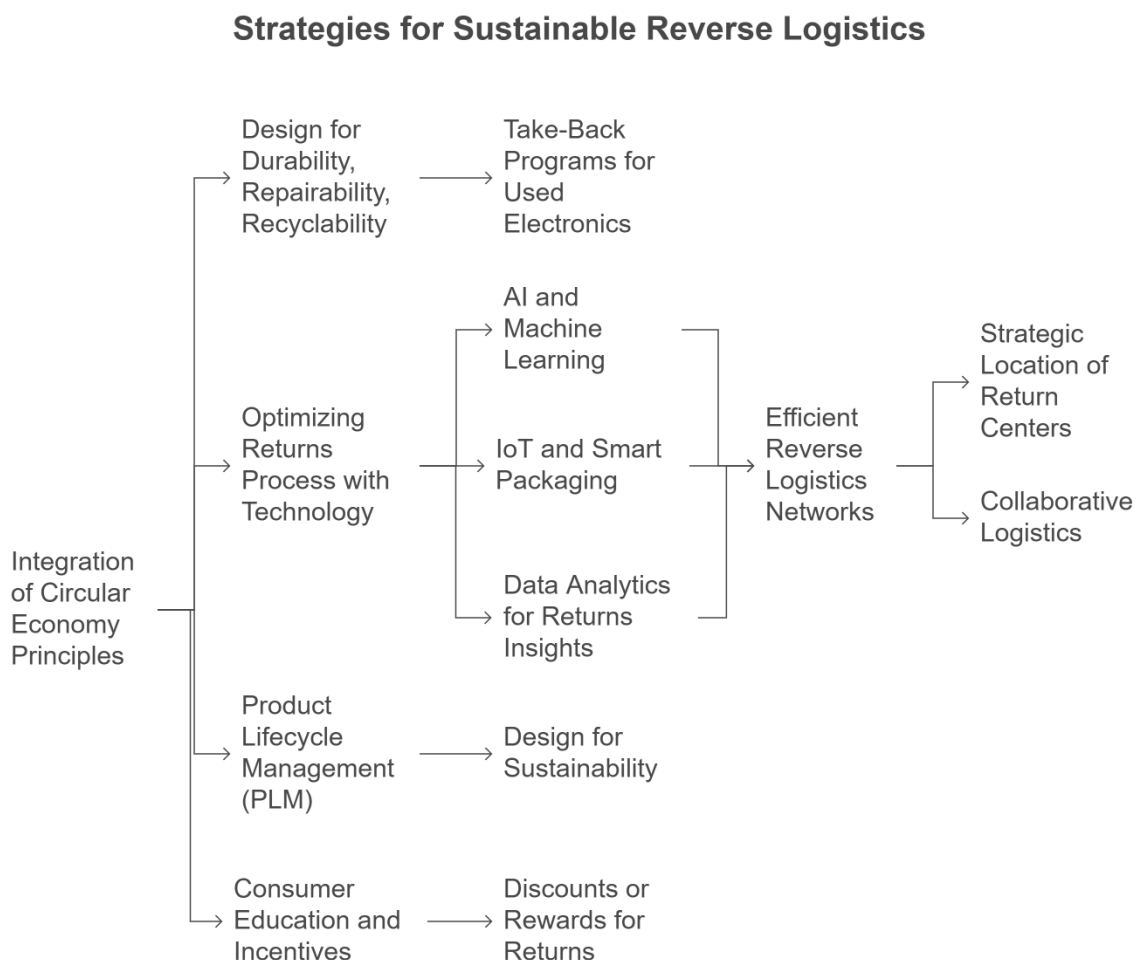 Strategies for Sustainable Reverse Logistics
Design for
Durability,
Repairability,
Recyclability
Take-Back
Programs for
Used
Electronics
AI and
Machine
Learning
Optimizing
Returns
Process with
Technology
IoT and Smart
Packaging
Efficient
Reverse
Logistics
Networks
Strategic
Location of
Return
Centers
Collaborative
Logistics
Integration
of Circular
Economy
Principles
Data Analytics
for Returns
Insights
Product
Lifecycle
Management
(PLM)
Design for
Sustainability
Consumer
Education and
Incentives
Discounts or
Rewards for
Returns